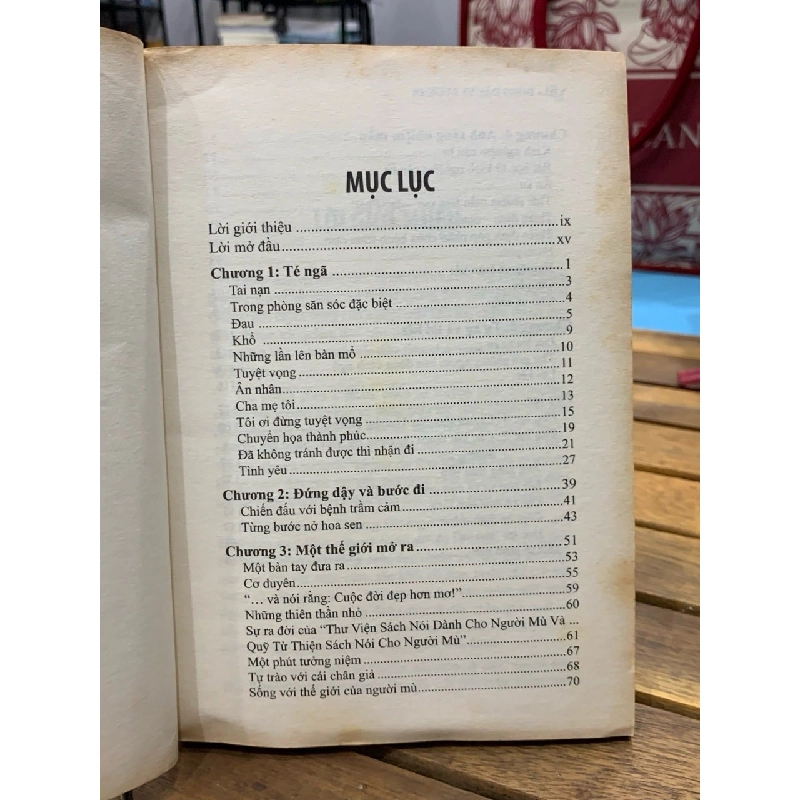 MỤC LỤC
Lời giới thiệu ........ ix
Lời mở đầu ........ xv
Chương 1: Té ngã ........ 1
Tai nạn ........ 3
Trong phòng săn sóc đặc biệt ........ 4
Đau ........ 5
Khổ ........ 9
Những lần lên bàn mổ ........ 10
Tuyệt vọng ........ 11
Ân nhân ........ 12
Cha mẹ tôi ........ 13
Tôi ơi đừng tuyệt vọng ........ 15
Chuyển họa thành phúc ........ 19
Đã không tránh được thì nhận đi ........ 21
Tình yêu ........ 27
Chương 2: Đứng dậy và bước đi ........ 39
Chiến đấu với bệnh trầm cảm ........ 41
Từng bước nở hoa sen ........ 43
Chương 3: Một thế giới mở ra ........ 51
Một bàn tay đưa ra ........ 53
Cơ duyên ........ 55
“... và nói rằng: Cuộc đời đẹp hơn mơ!” ........ 59
Những thiên thần nhỏ ........ 60
Sự ra đời của “Thư Viện Sách Nói Dành Cho Người Mù Và ...
Quỹ Từ Thiện Sách Nói Cho Người Mù” ........ 61
Một phút tưởng niệm ........ 67
Tự trào với cái chân giả ........ 68
Sống với thế giới của người mù ........ 70